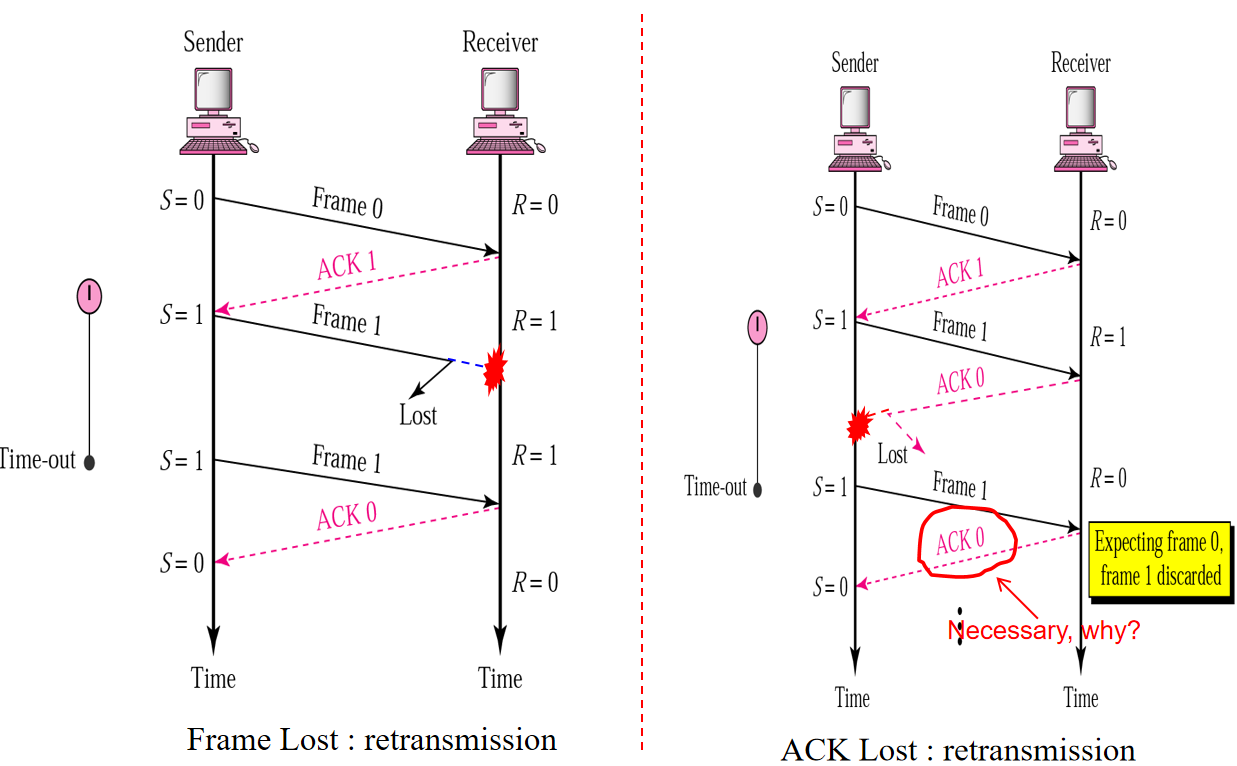 Sender
Receiver
S = 0
Frame 0
R = 0
ACK 1
S = 1
Frame 1
R = 1
Lost
Time-out
S = 1
Frame 1
R = 1
ACK 0
S = 0
R = 0
Time
Time
Frame Lost : retransmission
Sender
Receiver
S = 0
Frame 0
R = 0
ACK 1
S = 1
Frame 1
R = 1
ACK 0
Lost
Time-out
S = 1
Frame 1
R = 0
ACK 0
Expecting frame 0,
frame 1 discarded
S = 0
Necessary, why?
Time
Time
ACK Lost : retransmission